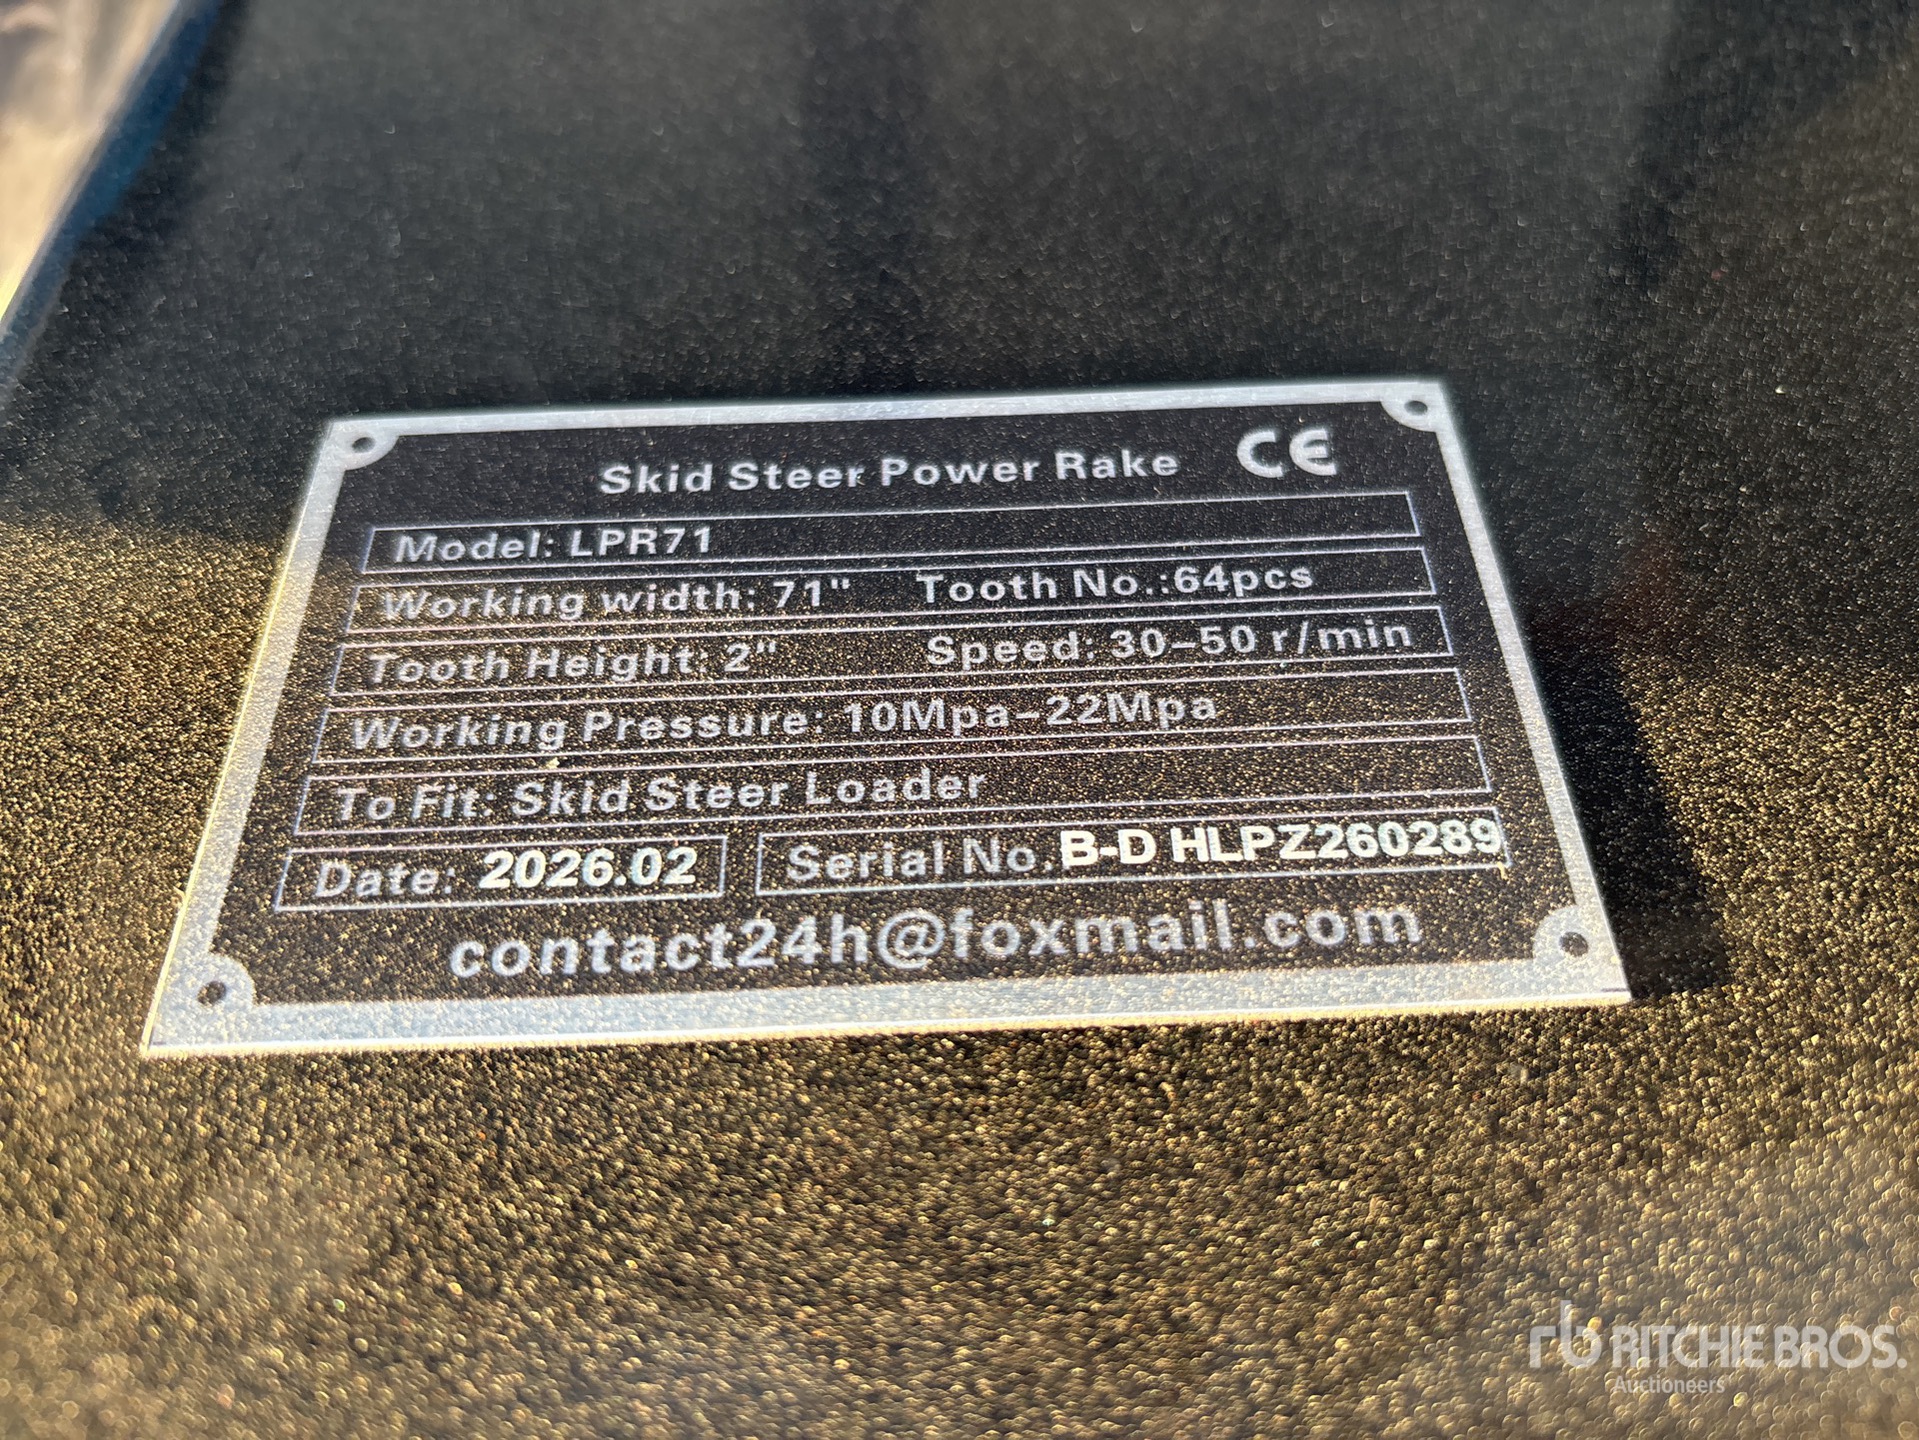 Skid Steer Power Rake CE
Model: LPR71
Working width: 71" Tooth No.:64pcs
Tooth Height: 2" Speed: 30-50 r/min
Working Pressure: 10Mpa-22Mpa
To Fit: Skid Steer Loader
Date: 2026.02 Serial No. B-D HLPZ260289
contact24h@foxmail.com
rb RITCHIE BROS.
Auctioneers